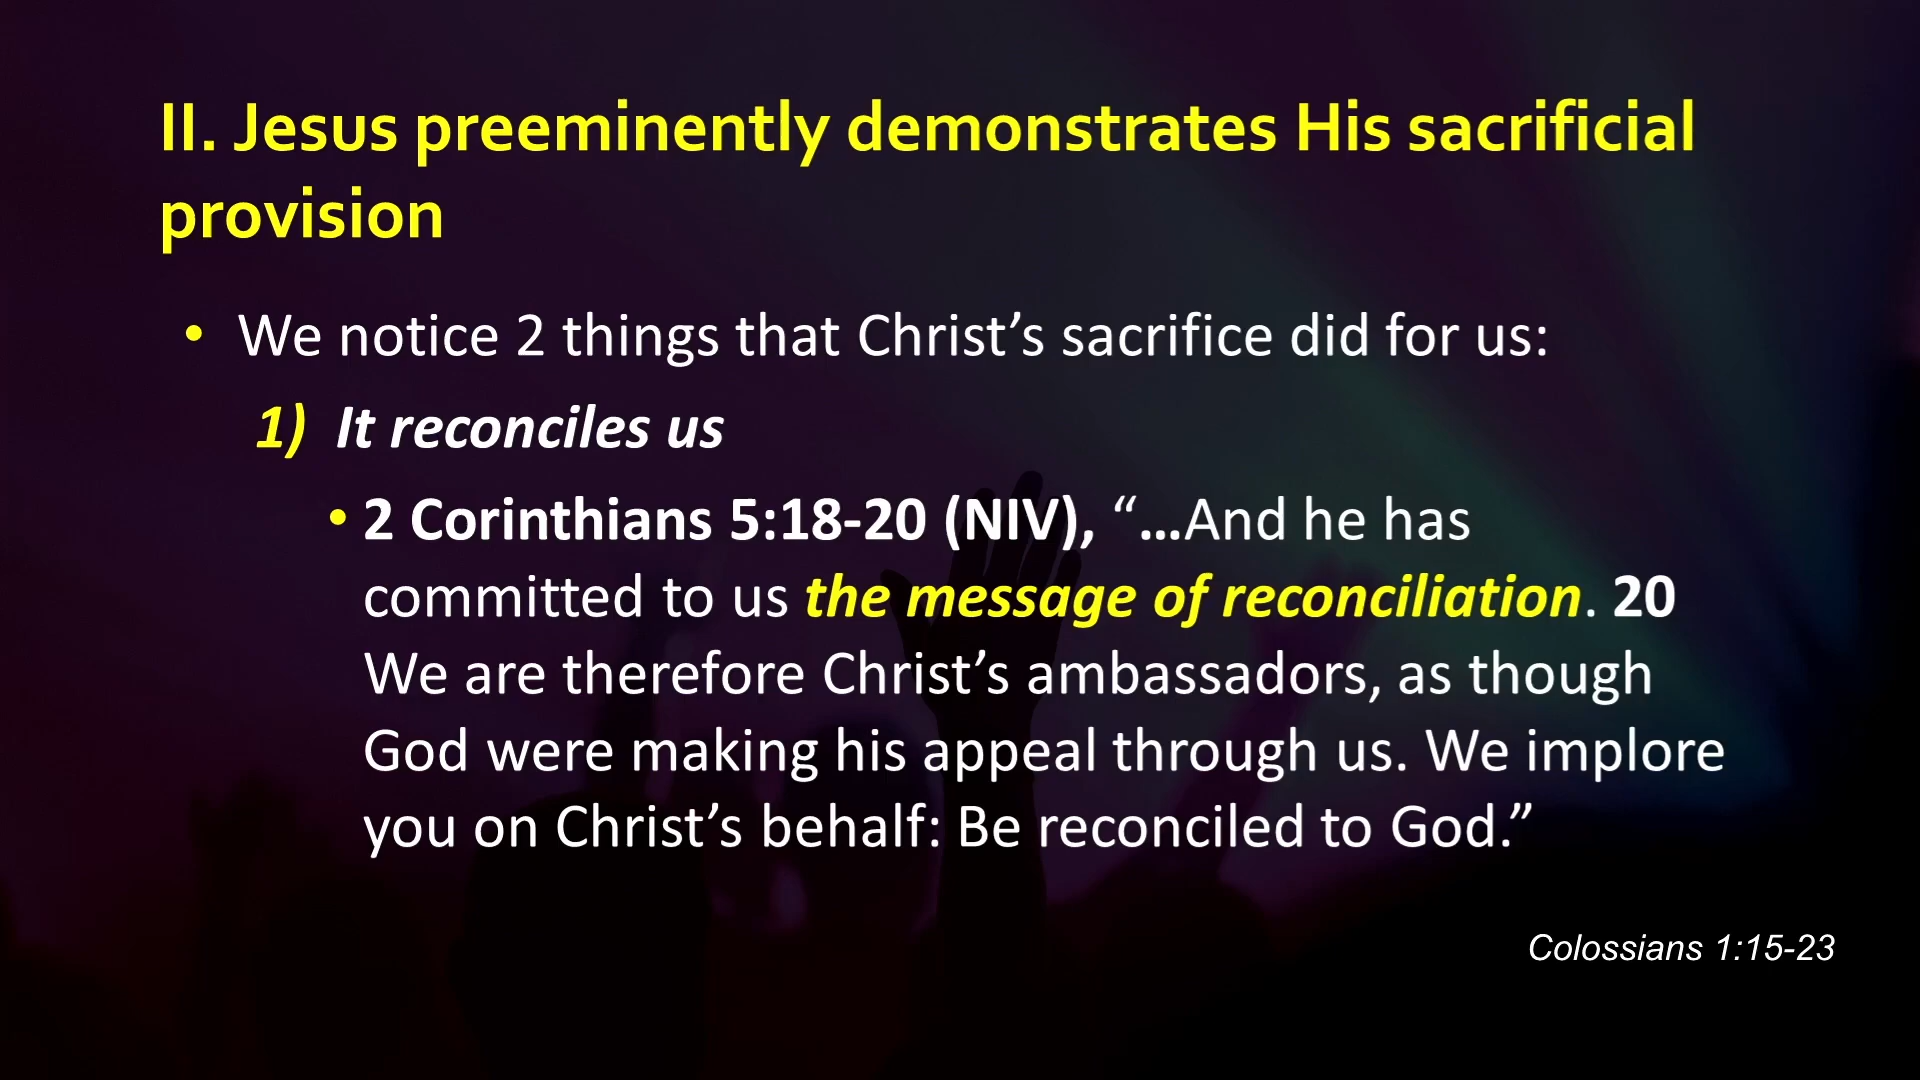 II. Jesus preeminently demonstrates His sacrificial
provision
• We notice 2 things that Christ’s sacrifice did for us:
1) It reconciles us
• 2 Corinthians 5:18-20 (NIV), “…And he has
committed to us the message of reconciliation. 20
We are therefore Christ’s ambassadors, as though
God were making his appeal through us. We implore
you on Christ’s behalf: Be reconciled to God.”
Colossians 1:15-23